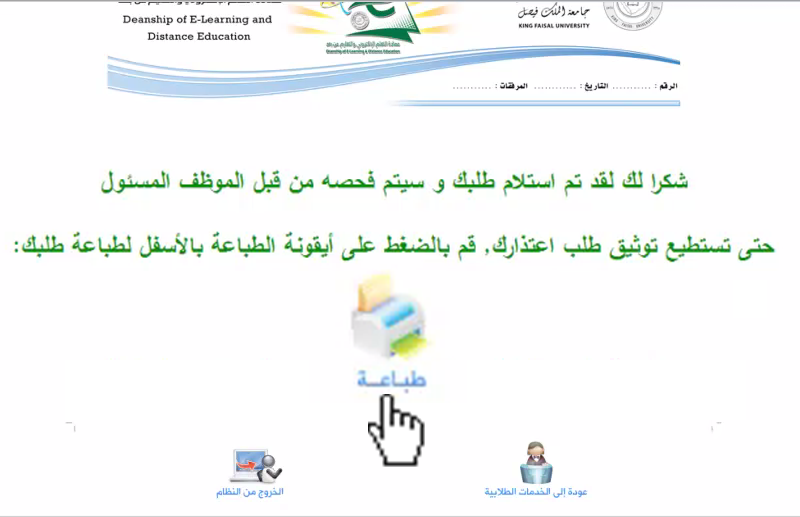 Deanship of E-Learning and
Distance Education
عمادة التعلم الإلكتروني والتعليم عن بعد
Deanship of E-Learning & Distance Education
جامعة الملك فيصل
KING FAISAL UNIVERSITY
الرقم : ........... التاريخ : ............ المرفقات : ...........
شكرا لك لقد تم استلام طلبك و سيتم فحصه من قبل الموظف المسئول
حتى تستطيع توثيق طلب اعتذارك, قم بالضغط على أيقونة الطباعة بالأسفل لطباعة طلبك:
طبـاعــة
عودة إلى الخدمات الطلابية
الخروج من النظام